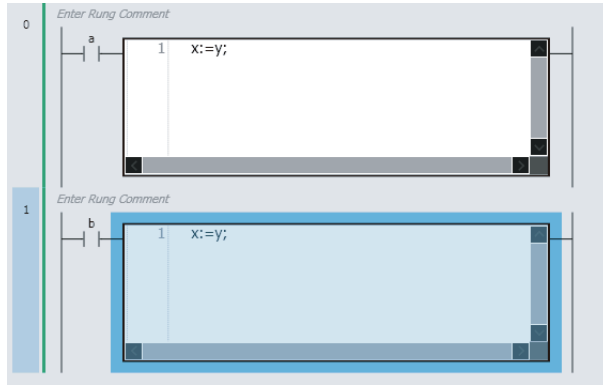 0
Enter Rung Comment
a
1 x:=y;
1
Enter Rung Comment
b
1 x:=y;